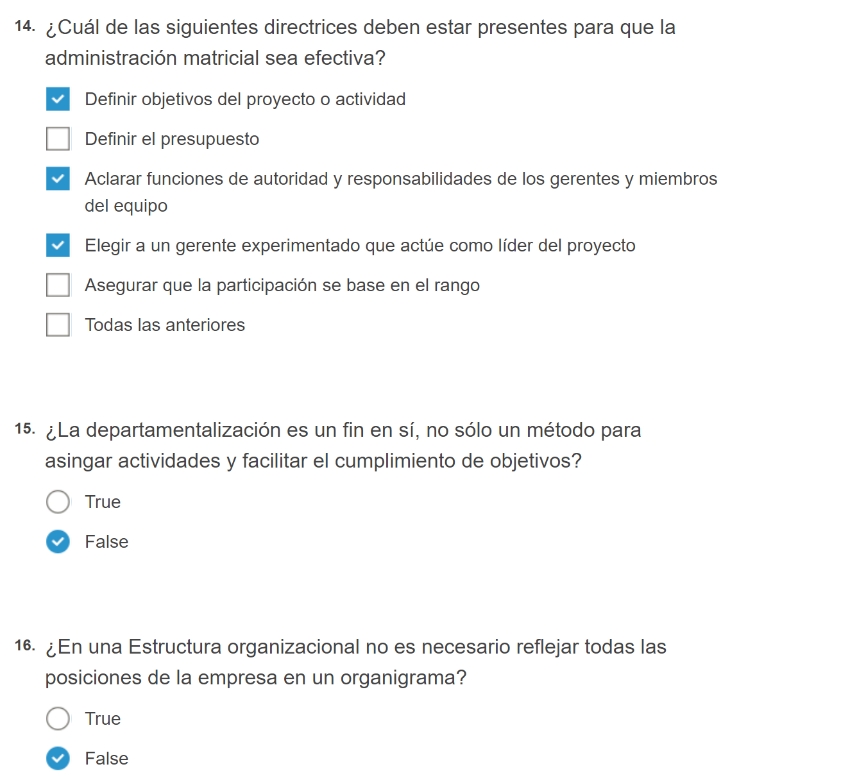 14. ¿Cuál de las siguientes directrices deben estar presentes para que la
administración matricial sea efectiva?
Definir objetivos del proyecto o actividad
Definir el presupuesto
Aclarar funciones de autoridad y responsabilidades de los gerentes y miembros
del equipo
Elegir a un gerente experimentado que actúe como líder del proyecto
Asegurar que la participación se base en el rango
Todas las anteriores
15. ¿La departamentalización es un fin en sí, no sólo un método para
asingar actividades y facilitar el cumplimiento de objetivos?
True
False
16. ¿En una Estructura organizacional no es necesario reflejar todas las
posiciones de la empresa en un organigrama?
True
False